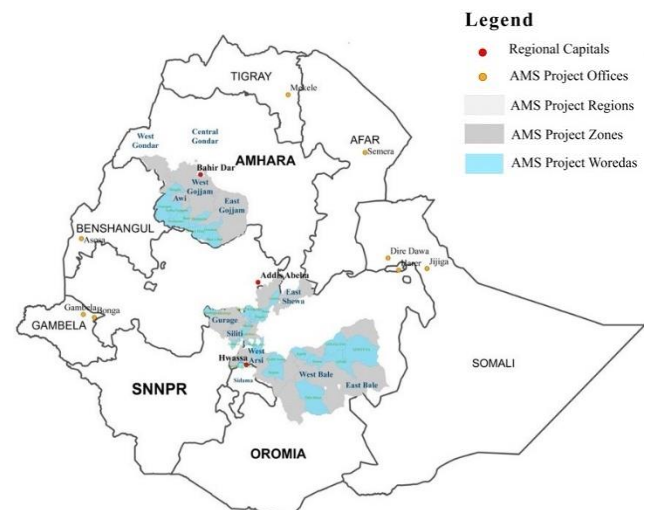 Legend
Regional Capitals
AMS Project Offices
AMS Project Regions
AMS Project Zones
AMS Project Woredas
TIGRAY
Mekele
West
Gondar
Central
Gondar
AFAR
Semera
AMHARA
Bahir Dar
West
Gojjam
Awi
East
Gojjam
BENSHANGUL
Asosa
Dire Dawa
Harer
Jijiga
Addis Abeba
East
Shewa
Gambela
Bonga
GAMBELA
Gurage
Siliti
SOMALI
Hwassa
West
Arsi
Sidama
West Bale
East Bale
SNNPR
OROMIA